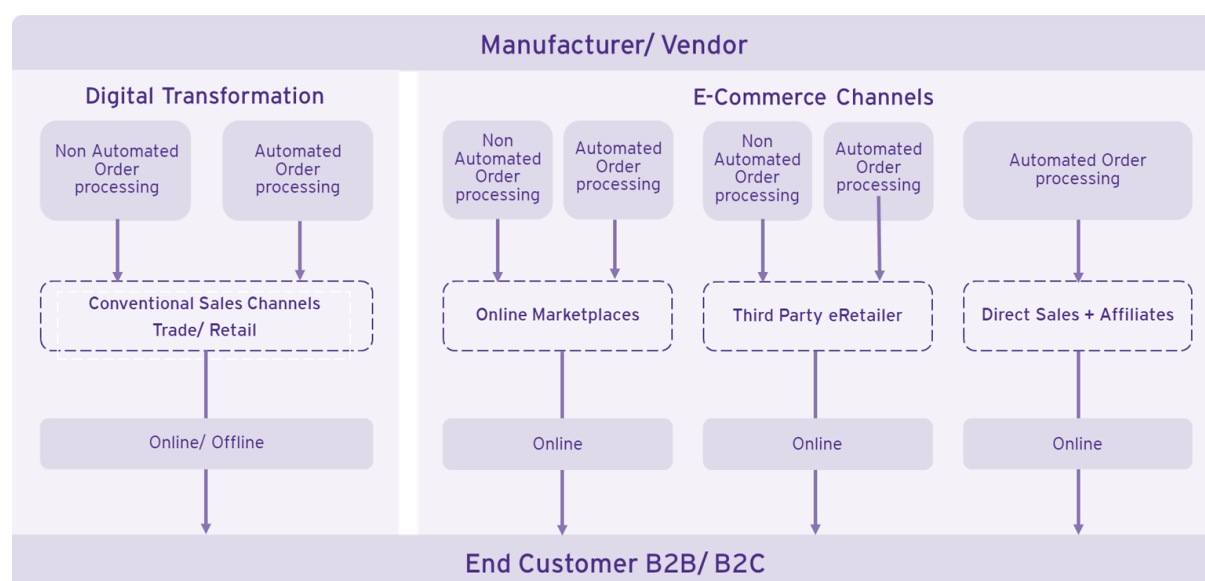 Manufacturer/ Vendor
Digital Transformation
Non Automated
Order
processing
Automated
Order
processing
Conventional Sales Channels
Trade/ Retail
Online/ Offline
E-Commerce Channels
Non
Automated
Order
processing
Automated
Order
processing
Online Marketplaces
Online
Non
Automated
Order
processing
Automated
Order
processing
Third Party eRetailer
Online
Automated Order
processing
Direct Sales + Affiliates
Online
End Customer B2B/ B2C